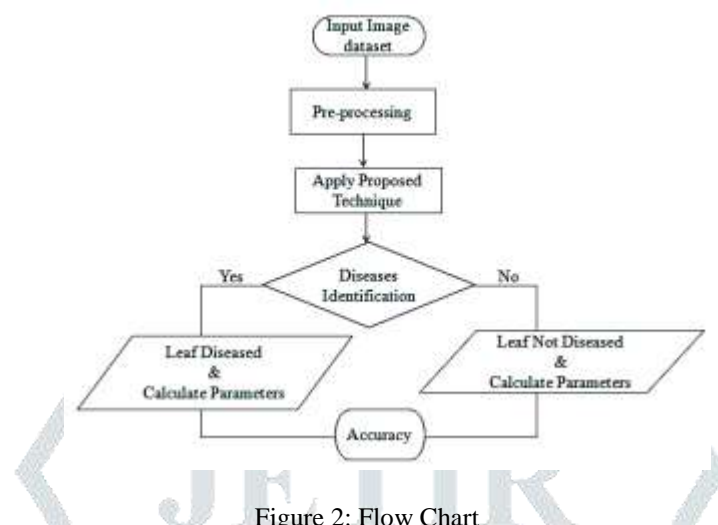 Input Image
dataset
Pre-processing
Apply Proposed
Technique
Diseases
Identification
Yes
No
Leaf Diseased
&
Calculate Parameters
Leaf Not Diseased
&
Calculate Parameters
Accuracy
JETIR
Figure 2: Flow Chart